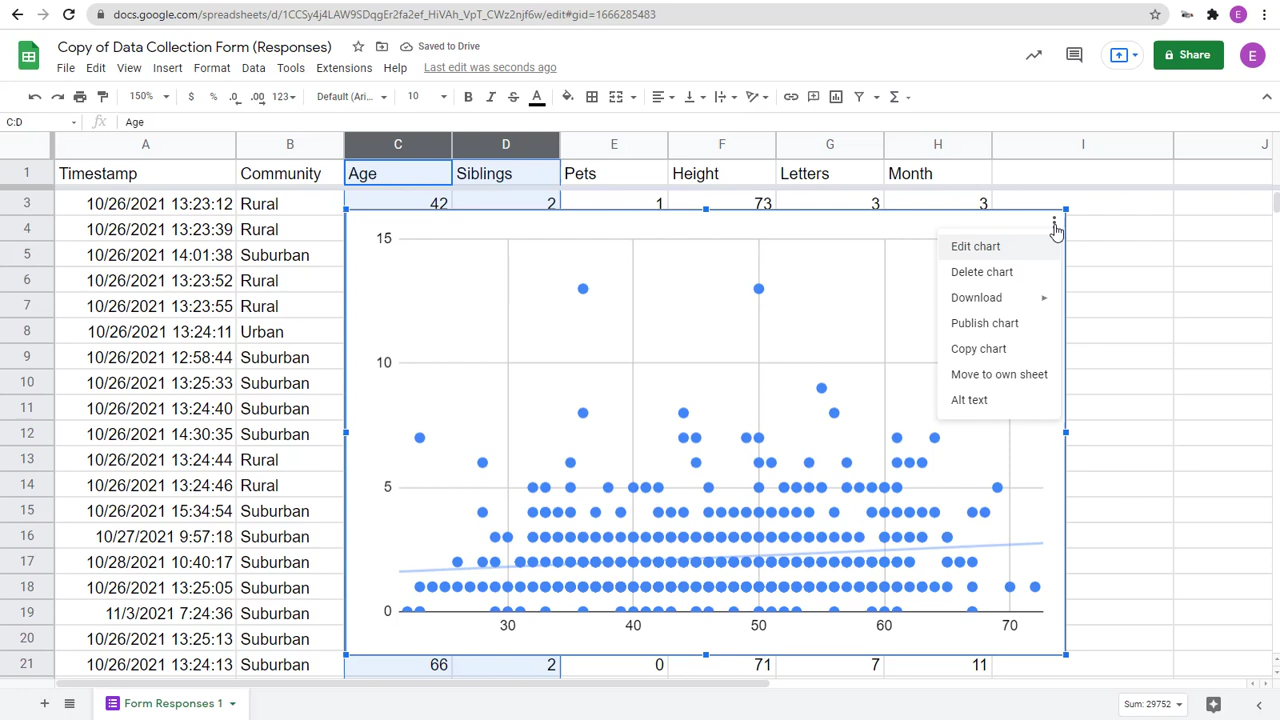 docs.google.com/spreadsheets/d/1CCSy4j4LAW9SDqgEr2fa2ef_HiVAh_VpT_CWz2njf6w/edit#gid=1666285483
E
Copy of Data Collection Form (Responses)
Saved to Drive
File Edit View Insert Format Data Tools Extensions Help Last edit was seconds ago
Share
E
150% $ % .0 .00 123 Default (Ari... 10 B I S A
C:D fx Age
A B C D E F G H I J
1 Timestamp Community Age Siblings Pets Height Letters Month
3 10/26/2021 13:23:12 Rural 42 2 1 73 3 3
4 10/26/2021 13:23:39 Rural
5 10/26/2021 14:01:38 Suburban
6 10/26/2021 13:23:52 Rural
7 10/26/2021 13:23:55 Rural
8 10/26/2021 13:24:11 Urban
9 10/26/2021 12:58:44 Suburban
10 10/26/2021 13:25:33 Suburban
11 10/26/2021 13:24:40 Suburban
12 10/26/2021 14:30:35 Suburban
13 10/26/2021 13:24:44 Rural
14 10/26/2021 13:24:46 Rural
15 10/26/2021 15:34:54 Suburban
16 10/27/2021 9:57:18 Suburban
17 10/28/2021 10:40:17 Suburban
18 10/26/2021 13:25:05 Suburban
19 11/3/2021 7:24:36 Suburban
20 10/26/2021 13:25:13 Suburban
21 10/26/2021 13:24:13 Suburban 66 2 0 71 7 11
15
10
5
0
30 40 50 60 70
Edit chart
Delete chart
Download
Publish chart
Copy chart
Move to own sheet
Alt text
Form Responses 1
Sum: 29752